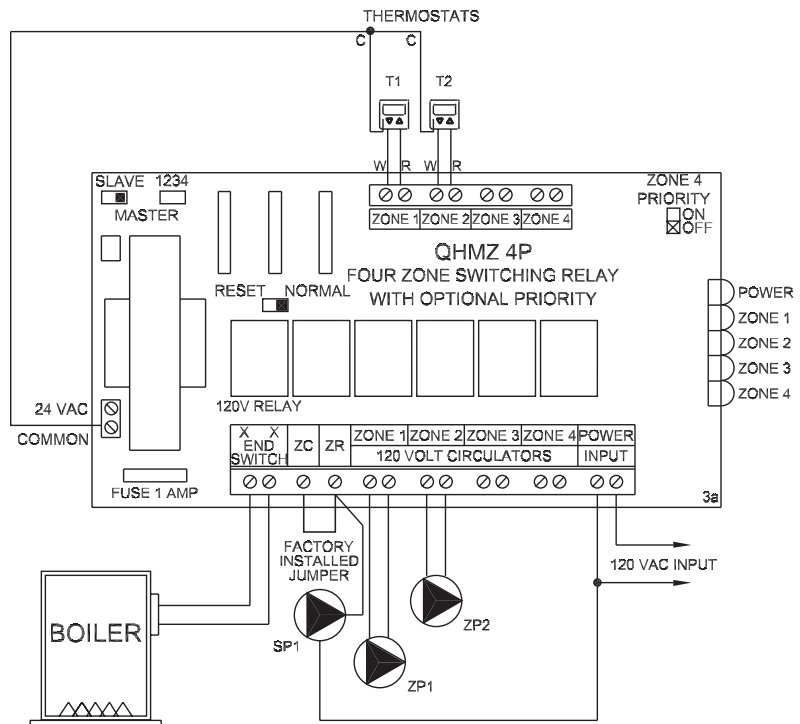 THERMOSTATS
C C
T1 T2
W R W R
SLAVE 1234
MASTER
ZONE 4
PRIORITY
ON
OFF
ZONE 1 ZONE 2 ZONE 3 ZONE 4
QHMZ 4P
FOUR ZONE SWITCHING RELAY
WITH OPTIONAL PRIORITY
RESET NORMAL
POWER
ZONE 1
ZONE 2
ZONE 3
ZONE 4
24 VAC
COMMON
120V RELAY
X X
END
SWITCH
ZC ZR
ZONE 1 ZONE 2 ZONE 3 ZONE 4 POWER
120 VOLT CIRCULATORS INPUT
FUSE 1 AMP
3a
FACTORY
INSTALLED
JUMPER
120 VAC INPUT
BOILER
SP1
ZP2
ZP1